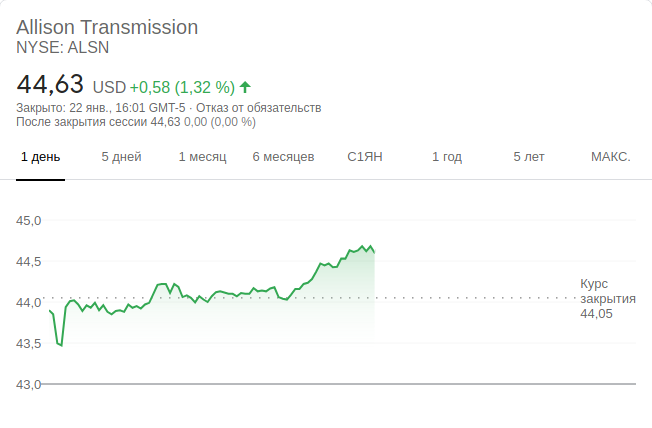 Allison Transmission
NYSE: ALSN
44,63 USD +0,58 (1,32 %)
Закрыто: 22 янв., 16:01 GMT-5 · Отказ от обязательств
После закрытия сессии 44,63 0,00 (0,00 %)
1 день 5 дней 1 месяц 6 месяцев С1ЯН 1 год 5 лет МАКС.
45,0
44,5
44,0
43,5
43,0
Курс
закрытия
44,05